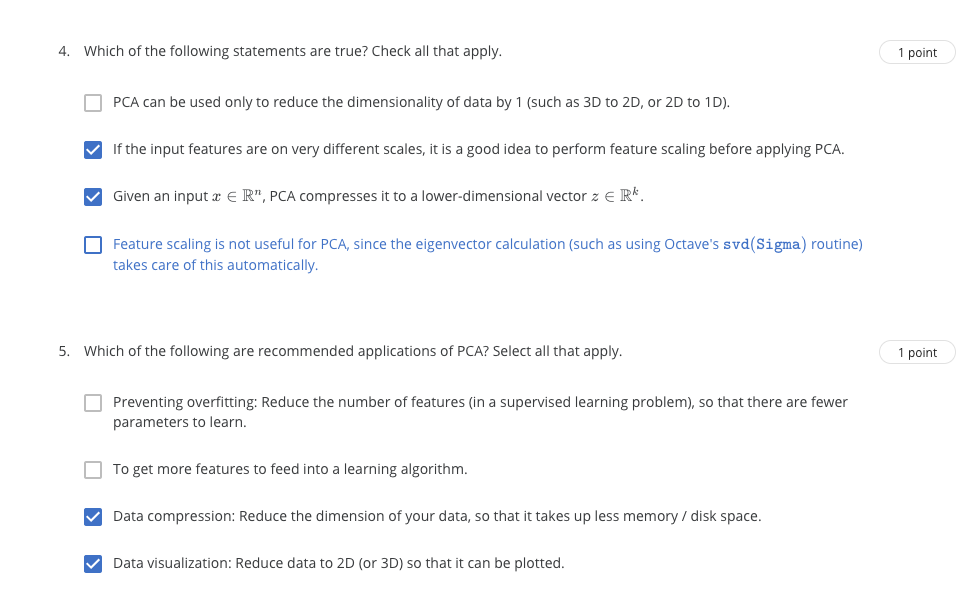 4. Which of the following statements are true? Check all that apply.
1 point
PCA can be used only to reduce the dimensionality of data by 1 (such as 3D to 2D, or 2D to 1D).
If the input features are on very different scales, it is a good idea to perform feature scaling before applying PCA.
Given an input x ∈ ℝⁿ, PCA compresses it to a lower-dimensional vector z ∈ ℝᵏ.
Feature scaling is not useful for PCA, since the eigenvector calculation (such as using Octave's svd(Sigma) routine)
takes care of this automatically.
5. Which of the following are recommended applications of PCA? Select all that apply.
1 point
Preventing overfitting: Reduce the number of features (in a supervised learning problem), so that there are fewer
parameters to learn.
To get more features to feed into a learning algorithm.
Data compression: Reduce the dimension of your data, so that it takes up less memory / disk space.
Data visualization: Reduce data to 2D (or 3D) so that it can be plotted.